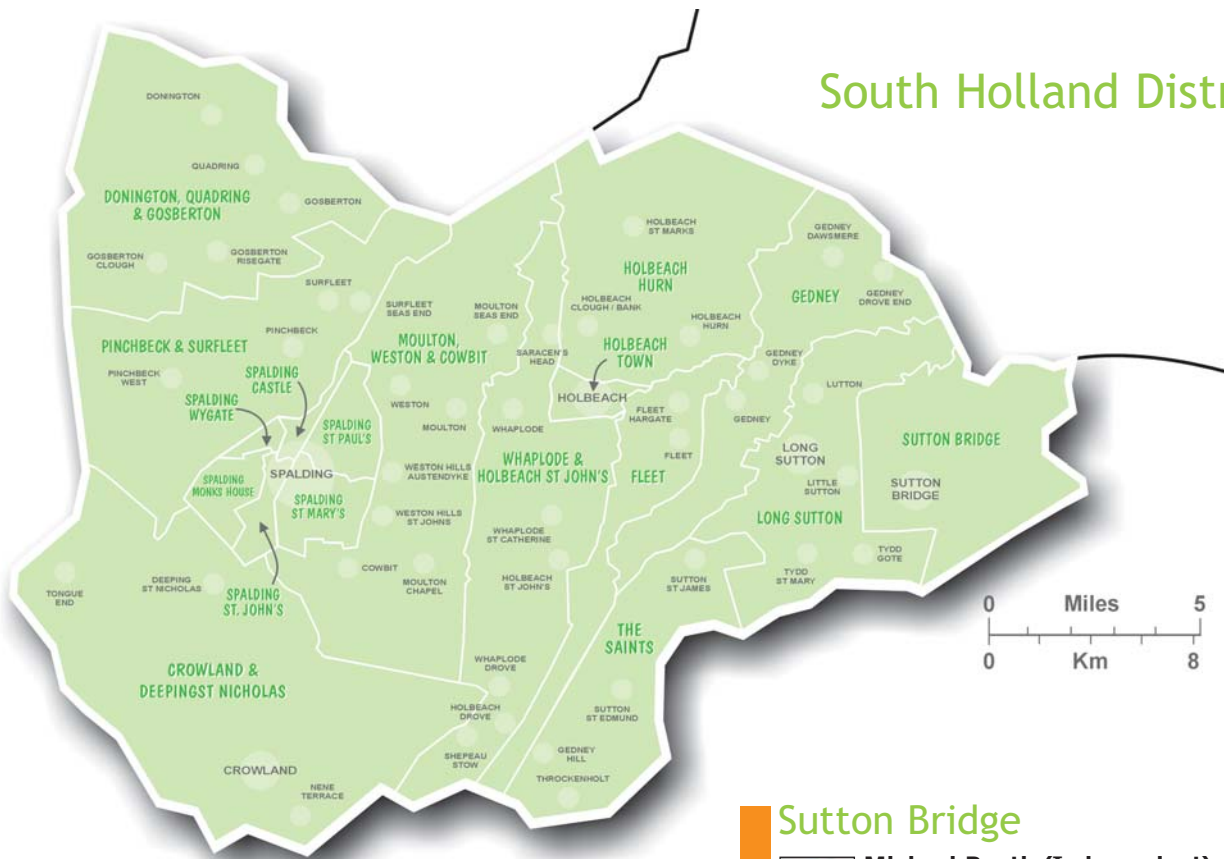 South Holland Distr
DONINGTON
QUADRING
DONINGTON, QUADRING
& GOSBERTON
GOSBERTON
GOSBERTON
CLOUGH
GOSBERTON
RISEGATE
SURFLEET
SURFLEET
SEAS END
PINCHBECK
PINCHBECK & SURFLEET
PINCHBECK
WEST
SPALDING
CASTLE
SPALDING
WYGATE
SPALDING
ST PAUL'S
SPALDING
SPALDING
MONKS HOUSE
SPALDING
ST MARY'S
SPALDING
ST. JOHN'S
MOULTON
SEAS END
MOULTON,
WESTON & COWBIT
WESTON
MOULTON
WESTON HILLS
AUSTENDYKE
WESTON HILLS
ST JOHNS
COWBIT
MOULTON
CHAPEL
HOLBEACH
ST MARKS
HOLBEACH
HURN
HOLBEACH
CLOUGH / BANK
HOLBEACH
HURN
SARACEN'S
HEAD
HOLBEACH
TOWN
HOLBEACH
WHAPLODE
WHAPLODE &
HOLBEACH ST JOHN'S
WHAPLODE
ST CATHERINE
HOLBEACH
ST JOHN'S
WHAPLODE
DROVE
HOLBEACH
DROVE
SHEPEAU
STOW
GEDNEY
DAWSMERE
GEDNEY
GEDNEY
DROVE END
GEDNEY
DYKE
GEDNEY
FLEET
HARGATE
FLEET
FLEET
LUTTON
LONG
SUTTON
LITTLE
SUTTON
LONG SUTTON
SUTTON BRIDGE
SUTTON
BRIDGE
TYDD
GOTE
TYDD
ST MARY
SUTTON
ST JAMES
THE
SAINTS
SUTTON
ST EDMUND
GEDNEY
HILL
THROCKENHOLT
TONGUE
END
DEEPING
ST NICHOLAS
CROWLAND &
DEEPINGST NICHOLAS
CROWLAND
NENE
TERRACE
0 Miles 5
0 Km 8
Sutton Bridge